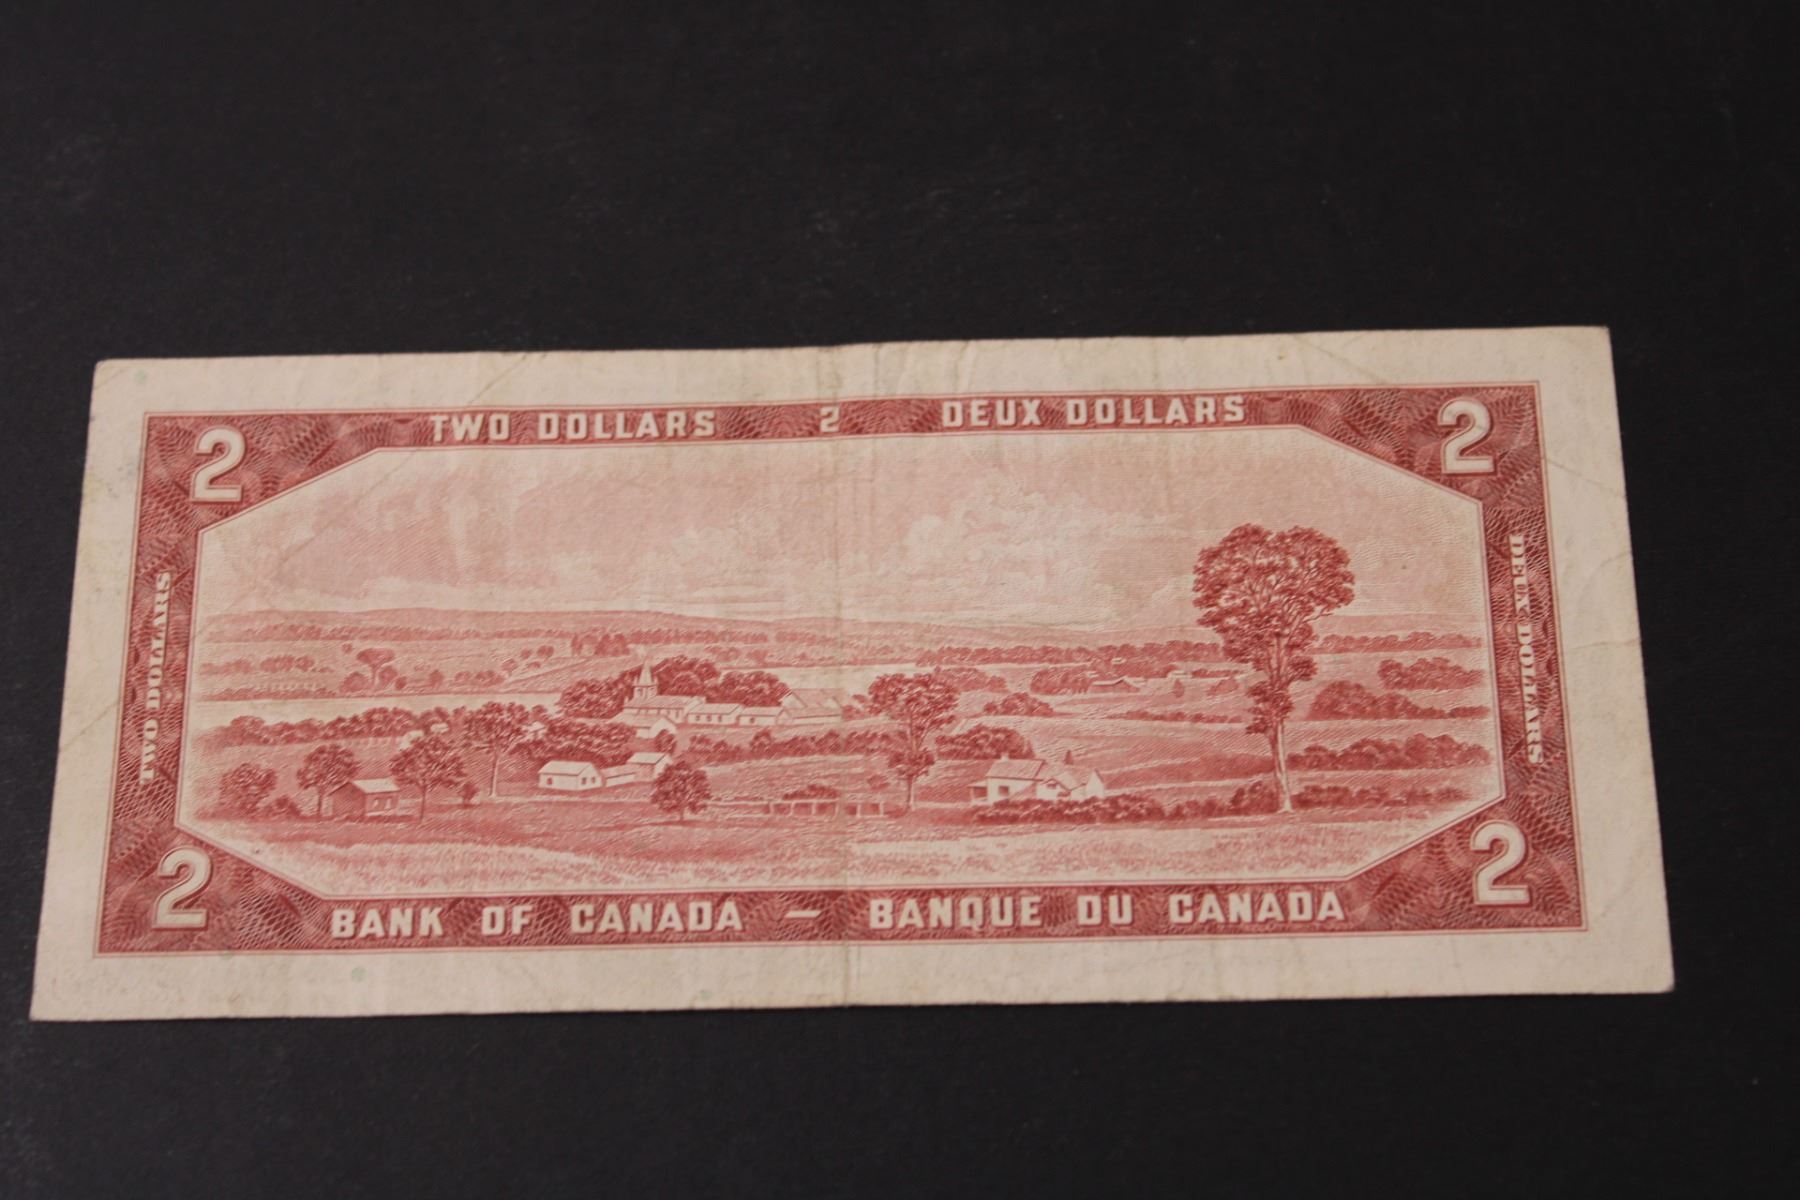 2 TWO DOLLARS 2 DEUX DOLLARS 2
TWO DOLLARS
DEUX DOLLARS
2 BANK OF CANADA – BANQUE DU CANADA 2